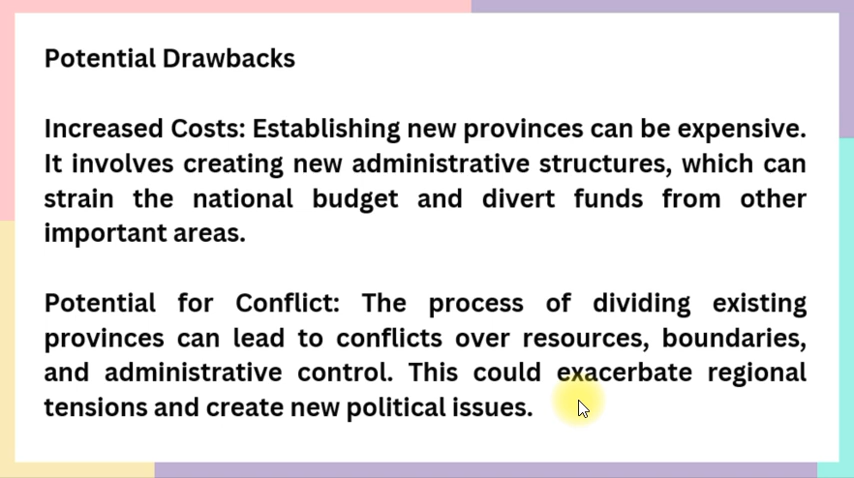 Potential Drawbacks
Increased Costs: Establishing new provinces can be expensive.
It involves creating new administrative structures, which can
strain the national budget and divert funds from other
important areas.
Potential for Conflict: The process of dividing existing
provinces can lead to conflicts over resources, boundaries,
and administrative control. This could exacerbate regional
tensions and create new political issues.